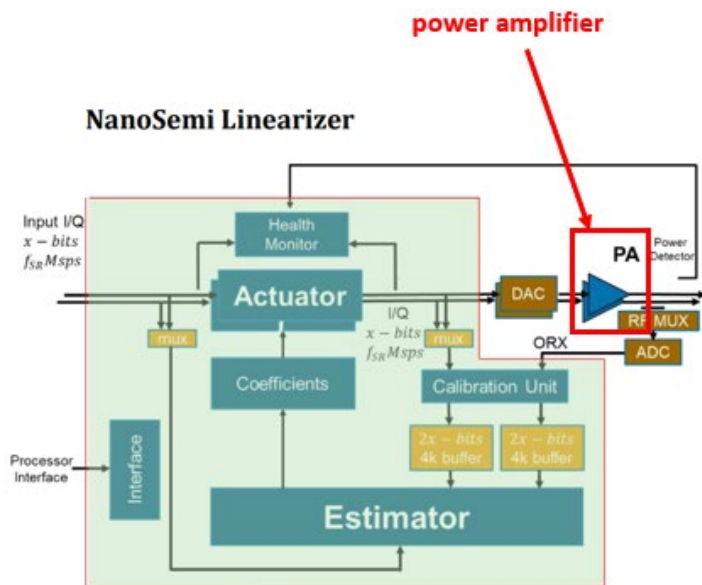 power amplifier
NanoSemi Linearizer
Input I/Q
x − bits
f_SR Msps
Health
Monitor
PA
Power
Detector
Actuator
DAC
RF MUX
I/Q
x − bits
f_SR Msps
mux
mux
ORX
ADC
Coefficients
Calibration Unit
2x − bits
4k buffer
2x − bits
4k buffer
Processor
Interface
Interface
Estimator